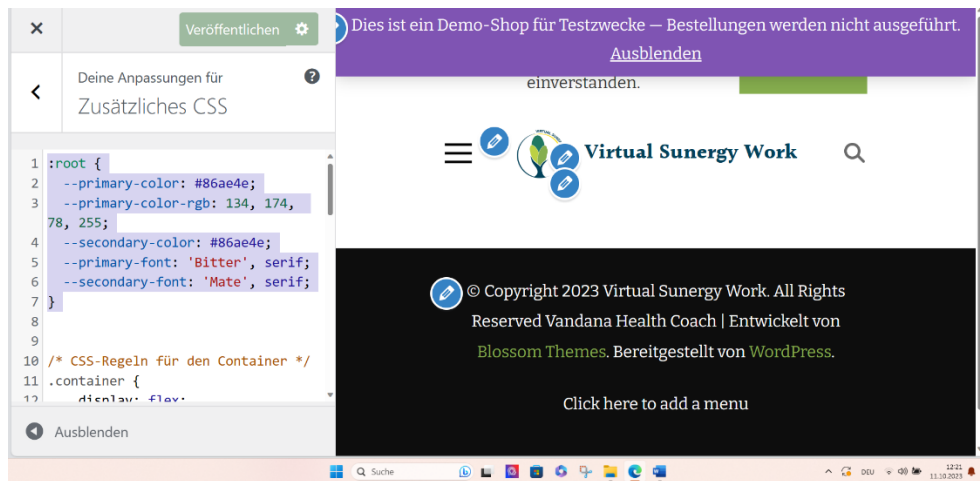 Veröffentlichen
Deine Anpassungen für
Zusätzliches CSS
1 :root {
2 --primary-color: #86ae4e;
3 --primary-color-rgb: 134, 174,
78, 255;
4 --secondary-color: #86ae4e;
5 --primary-font: 'Bitter', serif;
6 --secondary-font: 'Mate', serif;
7 }
8
9
10 /* CSS-Regeln für den Container */
11 .container {
12 display: flex;
Ausblenden
Dies ist ein Demo-Shop für Testzwecke — Bestellungen werden nicht ausgeführt.
Ausblenden
einverstanden.
Virtual Sunergy Work
© Copyright 2023 Virtual Sunergy Work. All Rights
Reserved Vandana Health Coach | Entwickelt von
Blossom Themes. Bereitgestellt von WordPress.
Click here to add a menu
Suche
DEU
12:21
11.10.2023